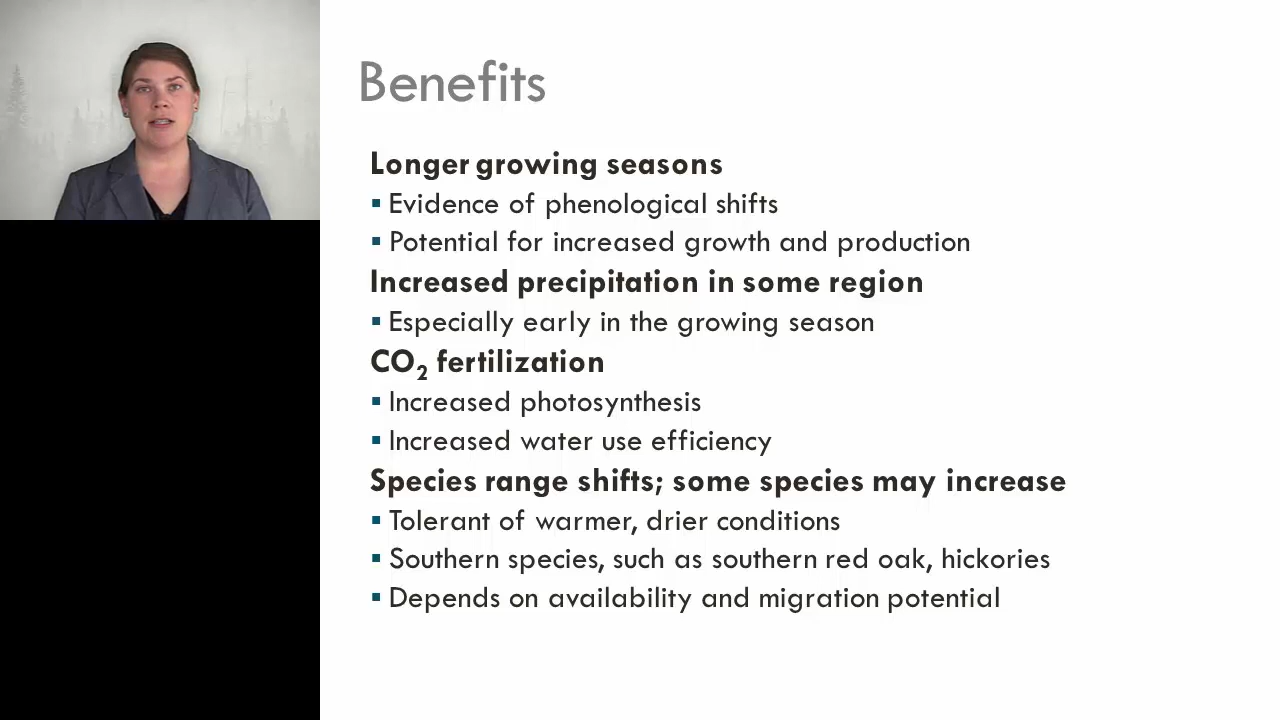 Benefits
Longer growing seasons
▪ Evidence of phenological shifts
▪ Potential for increased growth and production
Increased precipitation in some region
▪ Especially early in the growing season
CO₂ fertilization
▪ Increased photosynthesis
▪ Increased water use efficiency
Species range shifts; some species may increase
▪ Tolerant of warmer, drier conditions
▪ Southern species, such as southern red oak, hickories
▪ Depends on availability and migration potential